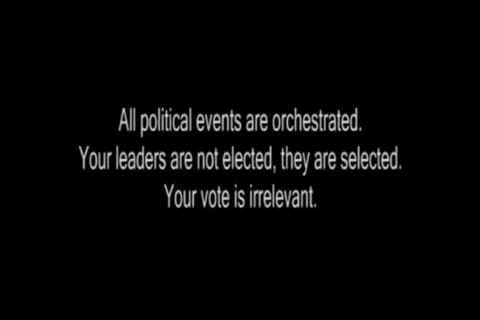 All political events are orchestrated.
Your leaders are not elected, they are selected.
Your vote is irrelevant.